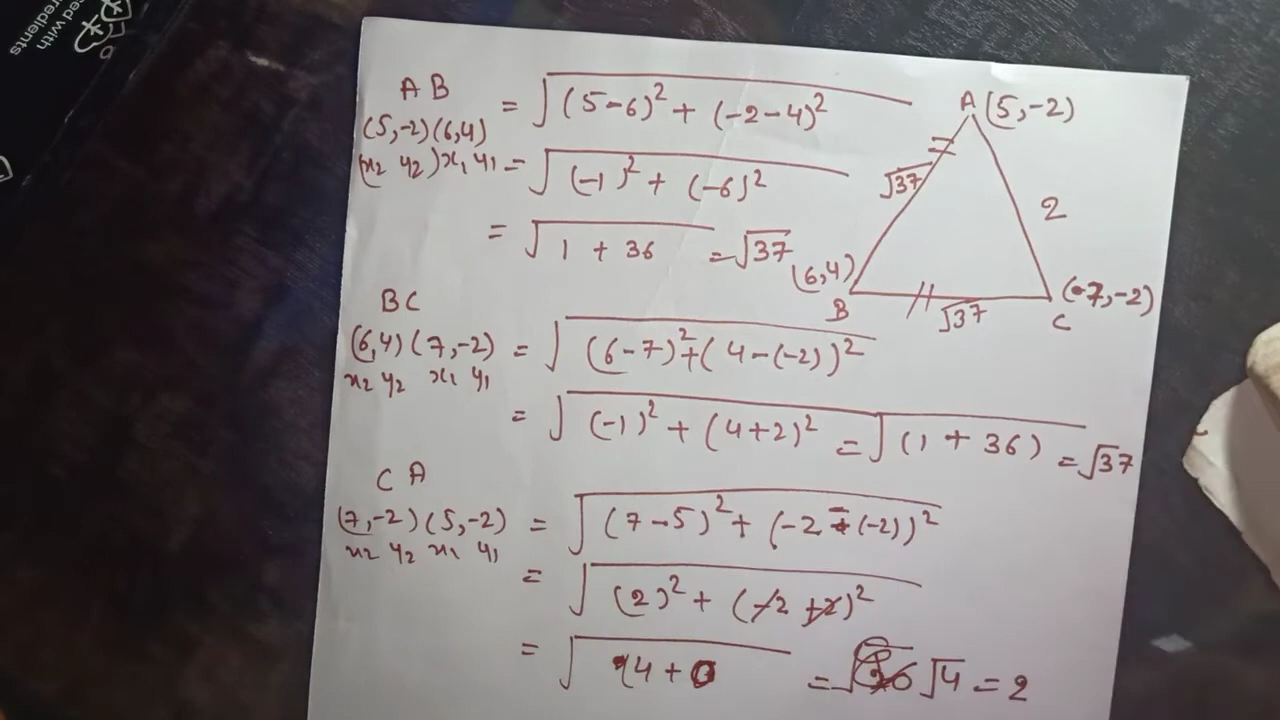 ed with
redients
A B
(5,-2)(6,4) = √(5-6)² + (-2-4)²
(x₂ y₂) x₁ y₁ = √(-1)² + (-6)²
= √1 + 36 = √37
A (5,-2)
√37
2
(6,4)
B
√37
C
(-7,-2)
BC
(6,4) (7,-2) = √(6-7)² + (4-(-2))²
x₂ y₂ x₁ y₁
= √(-1)² + (4+2)² = √(1 + 36) = √37
C A
(7,-2)(5,-2) = √(7-5)² + (-2-(-2))²
x₂ y₂ x₁ y₁
= √(2)² + (-2+2)²
= √4+0 = √4 = 2